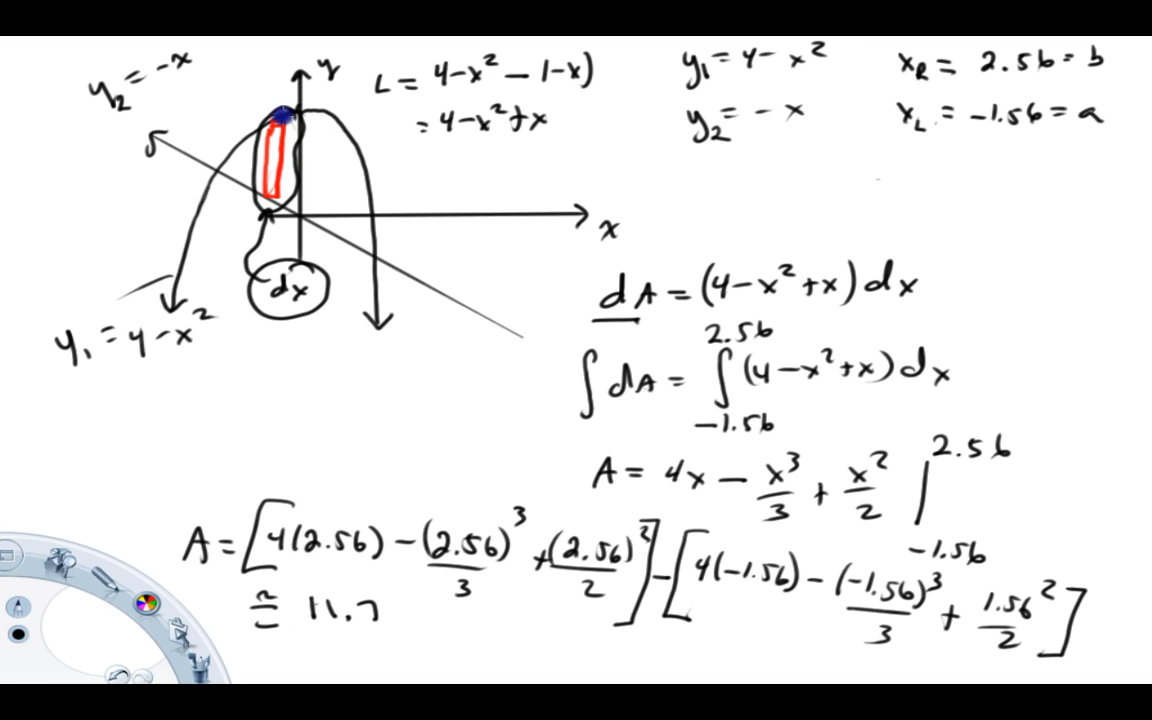 y₂ = -x
y
L = 4-x² - (-x)
= 4-x²+x
y₁ = 4-x²
y₂ = -x
x_R = 2.56 = b
x_L = -1.56 = a
x
dx
y₁ = 4-x²
dA = (4-x²+x)dx
∫dA = ∫_{-1.56}^{2.56} (4-x²+x)dx
A = 4x - x³/3 + x²/2 |_{-1.56}^{2.56}
A = [4(2.56) - (2.56)³/3 + (2.56)²/2] - [4(-1.56) - (-1.56)³/3 + 1.56²/2]
≅ 11.7